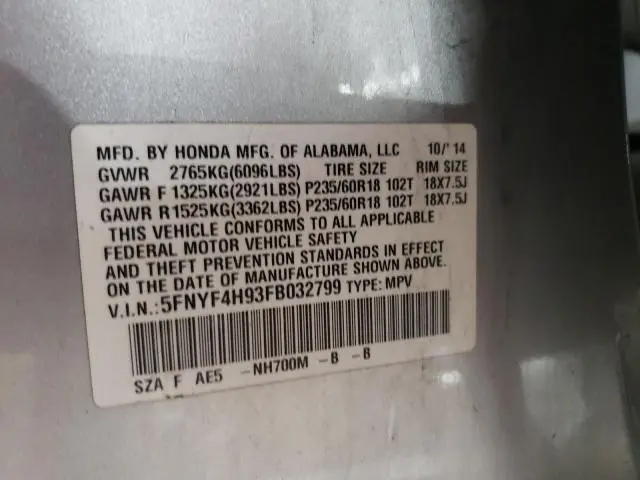 MFD. BY HONDA MFG. OF ALABAMA, LLC 10/'14
GVWR 2765KG(6096LBS) TIRE SIZE RIM SIZE
GAWR F 1325KG(2921LBS) P235/60R18 102T 18X7.5J
GAWR R1525KG(3362LBS) P235/60R18 102T 18X7.5J
THIS VEHICLE CONFORMS TO ALL APPLICABLE
FEDERAL MOTOR VEHICLE SAFETY
AND THEFT PREVENTION STANDARDS IN EFFECT
ON THE DATE OF MANUFACTURE SHOWN ABOVE.
V.I.N.:5FNYF4H93FB032799 TYPE: MPV
SZA F AE5 -NH700M -B -B